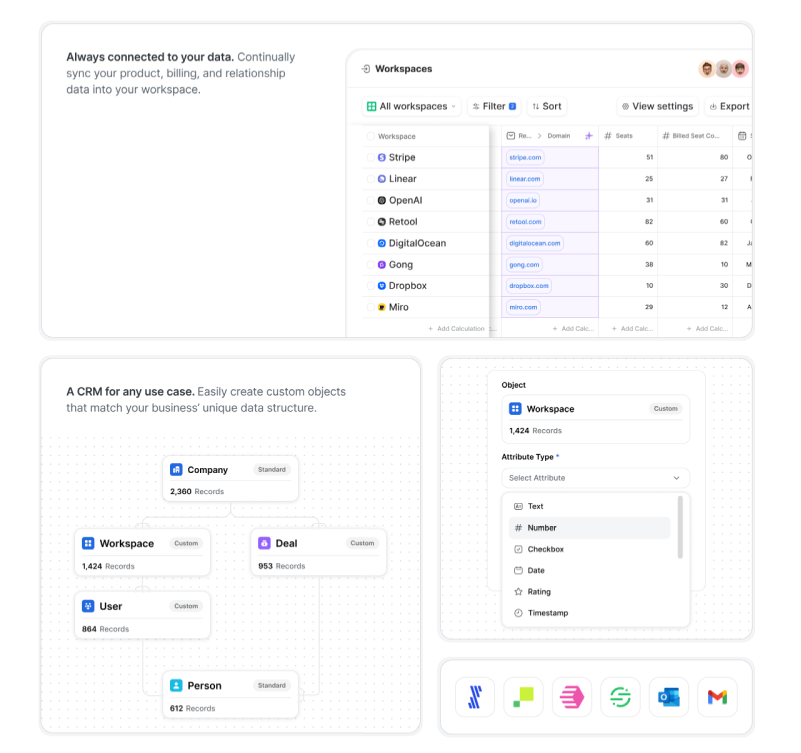 Always connected to your data. Continually
sync your product, billing, and relationship
data into your workspace.
Workspaces
All workspaces
Filter
Sort
View settings
Export
Workspace
Re... > Domain
# Seats
# Billed Seat Co...
Stripe stripe.com 51 80
Linear linear.com 25 27
OpenAI openai.io 31 31
Retool retool.com 82 60
DigitalOcean digitalocean.com 60 82
Gong gong.com 38 10
Dropbox dropbox.com 10 30
Miro miro.com 29 12
+ Add Calculation
+ Add Calc...
+ Add Calc...
+ Add Calc...
A CRM for any use case. Easily create custom objects
that match your business' unique data structure.
Company Standard
2,360 Records
Workspace Custom
1,424 Records
Deal Custom
953 Records
User Custom
864 Records
Person Standard
612 Records
Object
Workspace Custom
1,424 Records
Attribute Type *
Select Attribute
Text
# Number
Checkbox
Date
Rating
Timestamp